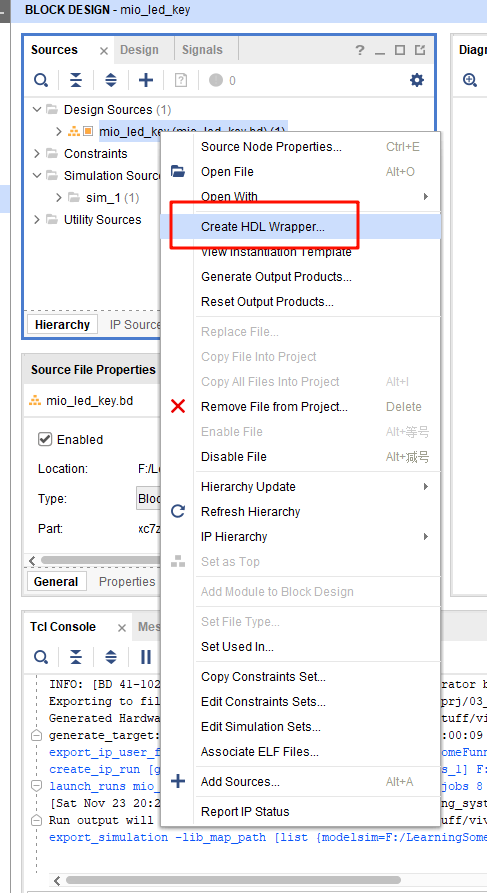 BLOCK DESIGN - mio_led_key
Sources
Design
Signals
Diagr
0
Design Sources (1)
mio_led_key (mio_led_key.bd) (1)
Constraints
Simulation Sour
sim_1 (1)
Utility Sources
Hierarchy
IP Source
Source Node Properties... Ctrl+E
Open File Alt+O
Open With
Create HDL Wrapper...
View Instantiation Template
Generate Output Products...
Reset Output Products...
Replace File...
Copy File Into Project
Copy All Files Into Project Alt+I
Remove File from Project... Delete
Enable File Alt+等号
Disable File Alt+减号
Hierarchy Update
Refresh Hierarchy
IP Hierarchy
Set as Top
Add Module to Block Design
Set File Type...
Set Used In...
Copy Constraints Set...
Edit Constraints Sets...
Edit Simulation Sets...
Associate ELF Files...
Add Sources... Alt+A
Report IP Status
Source File Properties
mio_led_key.bd
Enabled
Location: F:/Le
Type: Bloc
Part: xc7z
General
Properties
Tcl Console
Mes
INFO: [BD 41-102 rator b
Exporting to fil prj/03_
Generated Hardwa tuff/viv
generate_target: :00:09
export_ip_user_f omeFunn
create_ip_run [g s_1] F:
launch_runs mio_ jobs 8
[Sat Nov 23 20:2 ng_syst
Run output will tuff/viv
export_simulation -lib_map_path [list {modelsim=F:/LearningSome